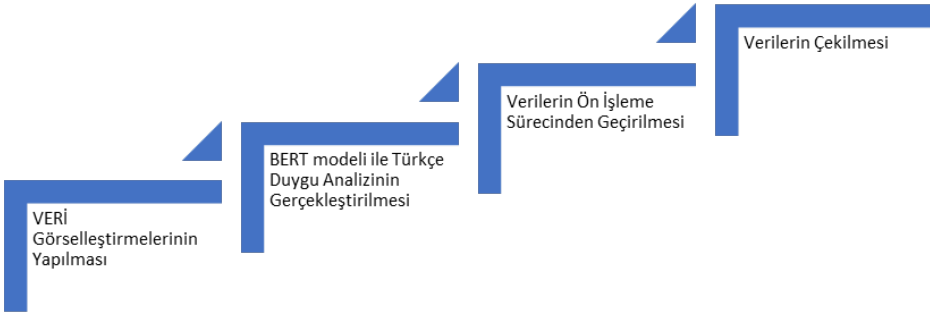 VERİ
Görselleştirmelerinin
Yapılması
BERT modeli ile Türkçe
Duygu Analizinin
Gerçekleştirilmesi
Verilerin Ön İşleme
Sürecinden Geçirilmesi
Verilerin Çekilmesi